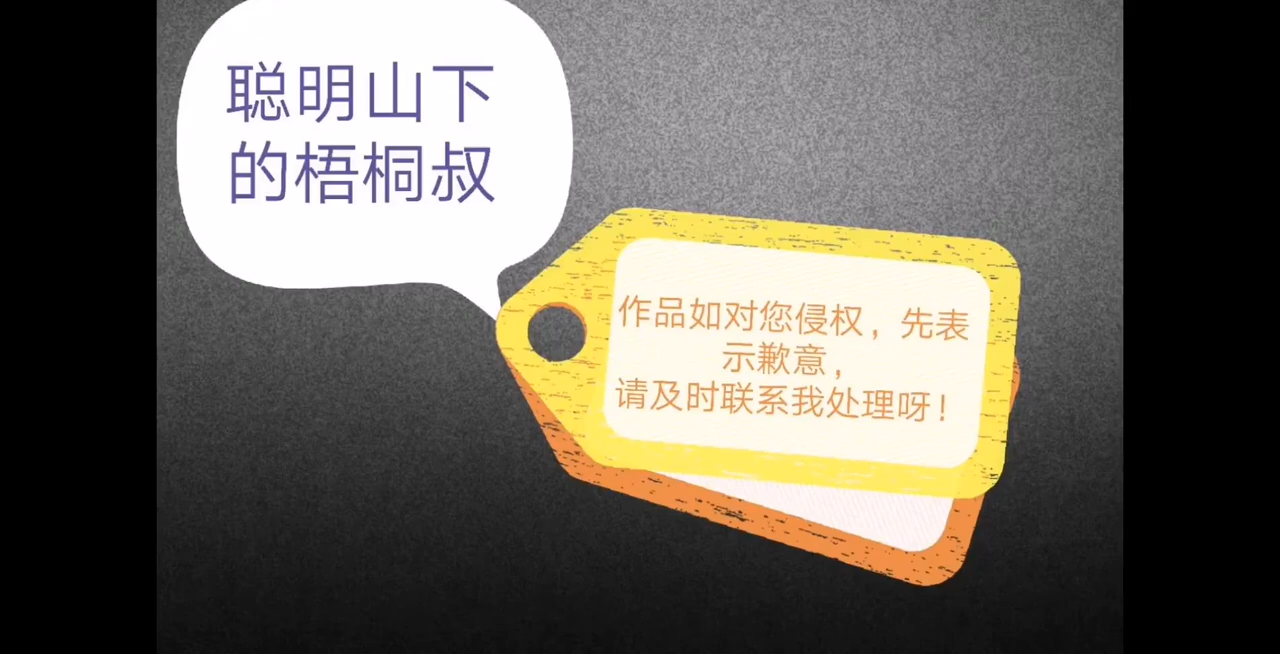 聪明山下
的梧桐叔
作品如对您侵权，先表
示歉意，
请及时联系我处理呀！